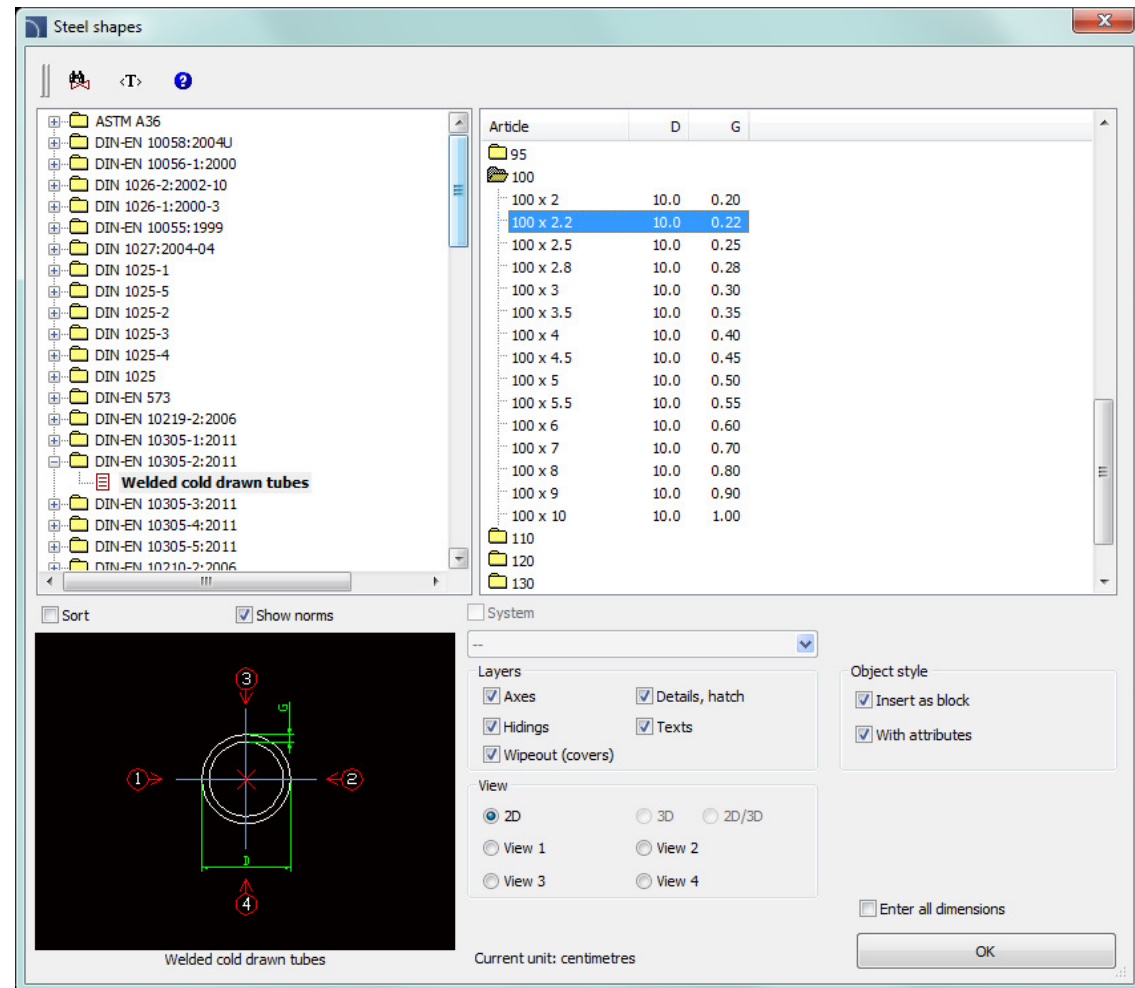 Steel shapes
<T>
ASTM A36
DIN-EN 10058:2004U
DIN-EN 10056-1:2000
DIN 1026-2:2002-10
DIN 1026-1:2000-3
DIN-EN 10055:1999
DIN 1027:2004-04
DIN 1025-1
DIN 1025-5
DIN 1025-2
DIN 1025-3
DIN 1025-4
DIN 1025
DIN-EN 573
DIN-EN 10219-2:2006
DIN-EN 10305-1:2011
DIN-EN 10305-2:2011
Welded cold drawn tubes
DIN-EN 10305-3:2011
DIN-EN 10305-4:2011
DIN-EN 10305-5:2011
DIN-EN 10210-2:2006
Article D G
95
100
100 x 2 10.0 0.20
100 x 2.2 10.0 0.22
100 x 2.5 10.0 0.25
100 x 2.8 10.0 0.28
100 x 3 10.0 0.30
100 x 3.5 10.0 0.35
100 x 4 10.0 0.40
100 x 4.5 10.0 0.45
100 x 5 10.0 0.50
100 x 5.5 10.0 0.55
100 x 6 10.0 0.60
100 x 7 10.0 0.70
100 x 8 10.0 0.80
100 x 9 10.0 0.90
100 x 10 10.0 1.00
110
120
130
Sort Show norms
3
G
1 2
D
4
Welded cold drawn tubes
System
--
Layers
Axes Details, hatch
Hidings Texts
Wipeout (covers)
View
2D 3D 2D/3D
View 1 View 2
View 3 View 4
Current unit: centimetres
Object style
Insert as block
With attributes
Enter all dimensions
OK